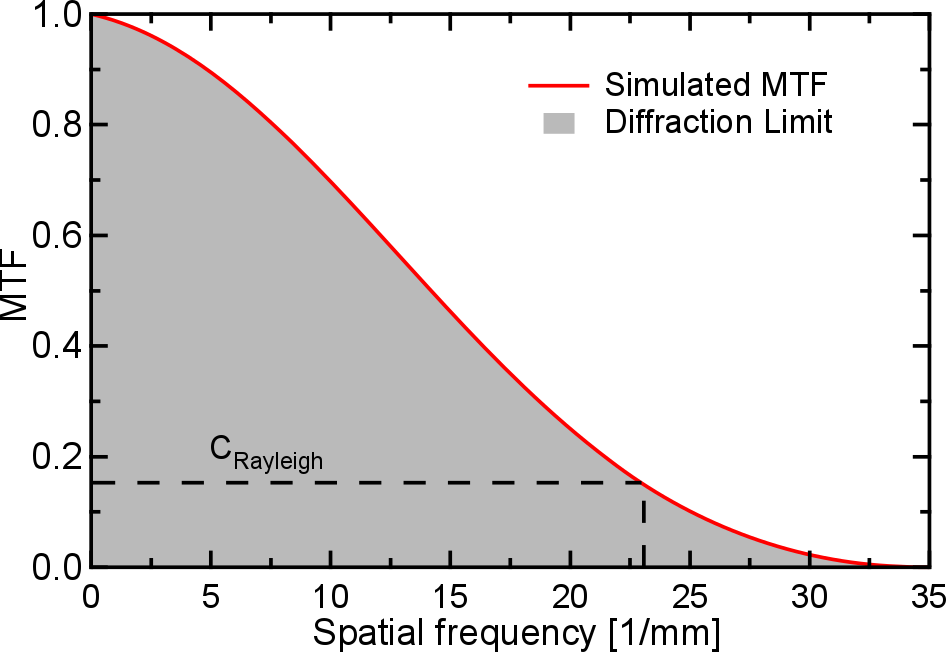 1.0
0.8
0.6
0.4
0.2
0.0
MTF
Simulated MTF
Diffraction Limit
CRayleigh
0 5 10 15 20 25 30 35
Spatial frequency [1/mm]